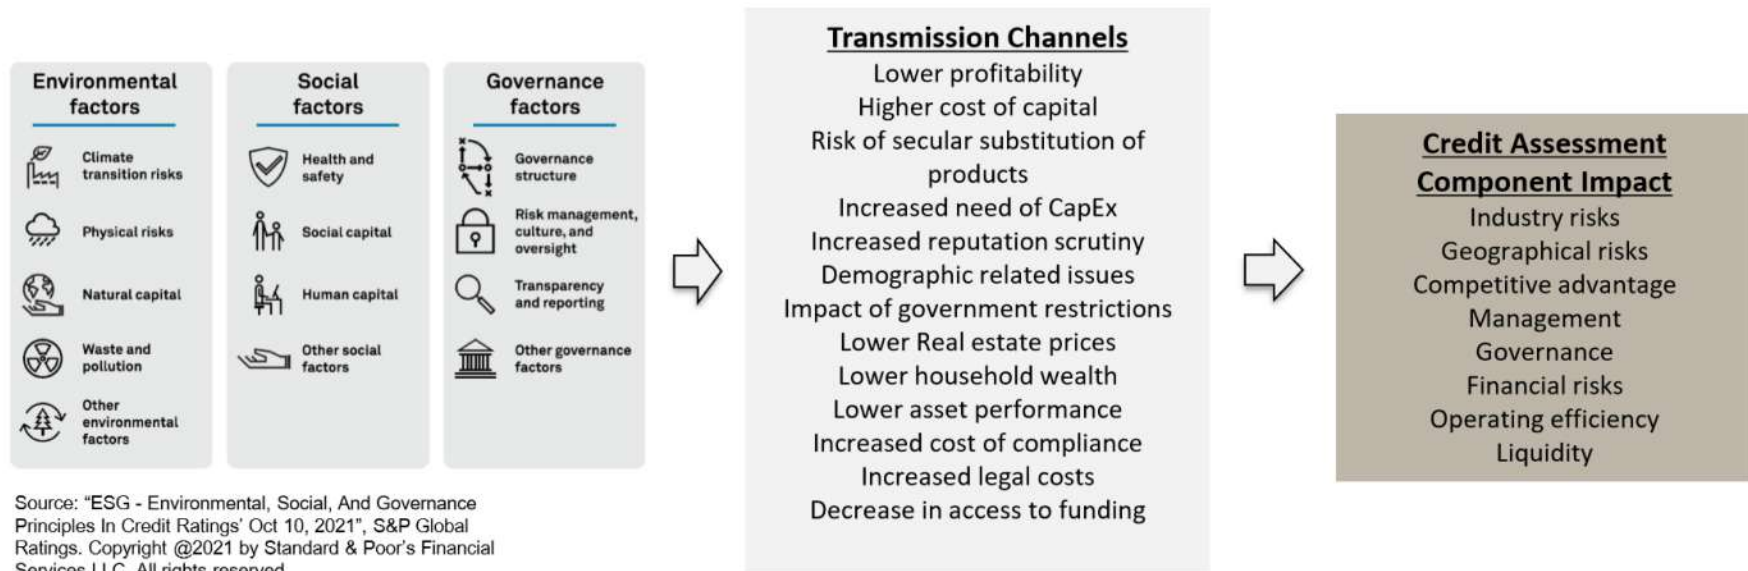 Environmental
factors
Climate
transition risks
Physical risks
Natural capital
Waste and
pollution
Other
environmental
factors
Social
factors
Health and
safety
Social capital
Human capital
Other social
factors
Governance
factors
Governance
structure
Risk management,
culture, and
oversight
Transparency
and reporting
Other governance
factors
Source: “ESG - Environmental, Social, And Governance
Principles In Credit Ratings’ Oct 10, 2021”, S&P Global
Ratings. Copyright @2021 by Standard & Poor’s Financial
Services LLC. All rights reserved
Transmission Channels
Lower profitability
Higher cost of capital
Risk of secular substitution of
products
Increased need of CapEx
Increased reputation scrutiny
Demographic related issues
Impact of government restrictions
Lower Real estate prices
Lower household wealth
Lower asset performance
Increased cost of compliance
Increased legal costs
Decrease in access to funding
Credit Assessment
Component Impact
Industry risks
Geographical risks
Competitive advantage
Management
Governance
Financial risks
Operating efficiency
Liquidity